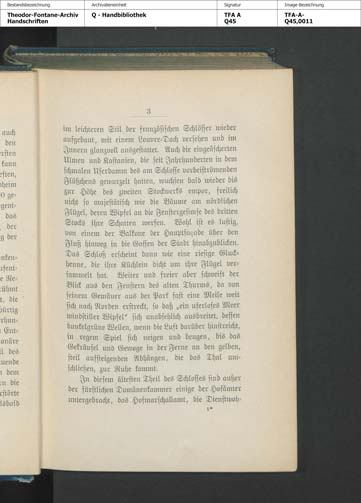 Bestandsbezeichnung
Archivalieneinheit
Signatur
Image-Bezeichnung
Theodor-Fontane-Archiv
Handschriften
Q - Handbibliothek
TFA A
Q45
TFA-A-
Q45,0011
3
im leichteren Stil der französischen Schlösser wieder
aufgebaut, mit einem Louvre-Dach versehen und im
Innern glanzvoll ausgestattet. Auch die eingeäscherten
Ulmen und Kastanien, die seit Jahrhunderten in dem
schmalen Uferdamm des am Schlosse vorbeiströmenden
Flüßchens gewurzelt hatten, wuchsen bald wieder bis
zur Höhe des zweiten Stockwerks empor, freilich
nicht so majestätisch wie die Bäume am nördlichen
Flügel, deren Wipfel an die Fenstergesimse des dritten
Stocks ihre Schatten werfen. Wohl ist es lustig,
von einem der Balkone der Hauptfaçade über den
Fluß hinweg in die Gassen der Stadt hinabzublicken.
Das Schloß erscheint dann wie eine riesige Gluck-
henne, die ihre Küchlein dicht um ihre Flügel ver-
sammelt hat. Weiter und freier aber schweift der
Blick aus den Fenstern des alten Thurms, da von
seinem Gemäuer aus der Park fast eine Meile weit
sich nach Norden erstreckt, so daß „ein uferloses Meer
windstiller Wipfel“ sich unabsehlich ausbreitet, dessen
dunkelgrüne Wellen, wenn die Luft darüber hinstreicht,
in regem Spiel sich neigen und beugen, bis das
Gekräusel und Gewoge in der Ferne an den gelben,
steil aufsteigenden Abhängen, die das Thal um-
schließen, zur Ruhe kommt.
In diesem ältesten Theil des Schlosses sind außer
der fürstlichen Domänenkammer einige der Hofämter
untergebracht, das Hofmarschallamt, die Dienstwoh-
1*